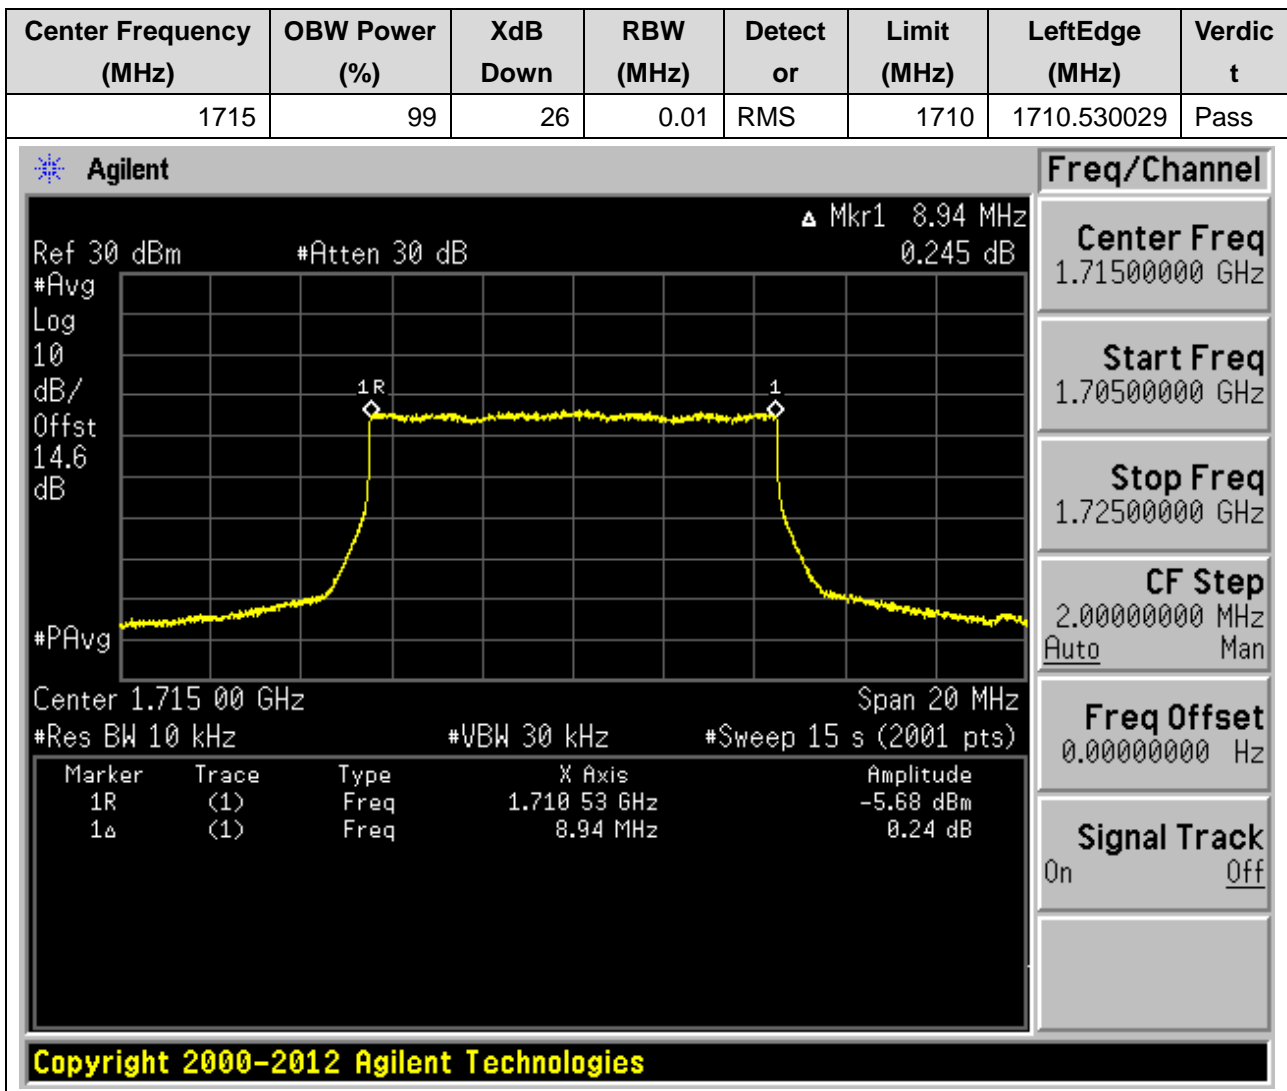 Center Frequency (MHz) OBW Power (%) XdB Down RBW (MHz) Detect or Limit (MHz) LeftEdge (MHz) Verdic t
1715 99 26 0.01 RMS 1710 1710.530029 Pass
Agilent
Freq/Channel
Δ Mkr1 8.94 MHz
Ref 30 dBm #Atten 30 dB 0.245 dB
#Avg
Log
10
dB/
Offst
14.6
dB
1R
1
#PAvg
Center 1.715 00 GHz Span 20 MHz
#Res BW 10 kHz #VBW 30 kHz #Sweep 15 s (2001 pts)
Marker Trace Type X Axis Amplitude
1R (1) Freq 1.710 53 GHz -5.68 dBm
1Δ (1) Freq 8.94 MHz 0.24 dB
Center Freq
1.71500000 GHz
Start Freq
1.70500000 GHz
Stop Freq
1.72500000 GHz
CF Step
2.00000000 MHz
Auto Man
Freq Offset
0.00000000 Hz
Signal Track
On Off
Copyright 2000-2012 Agilent Technologies